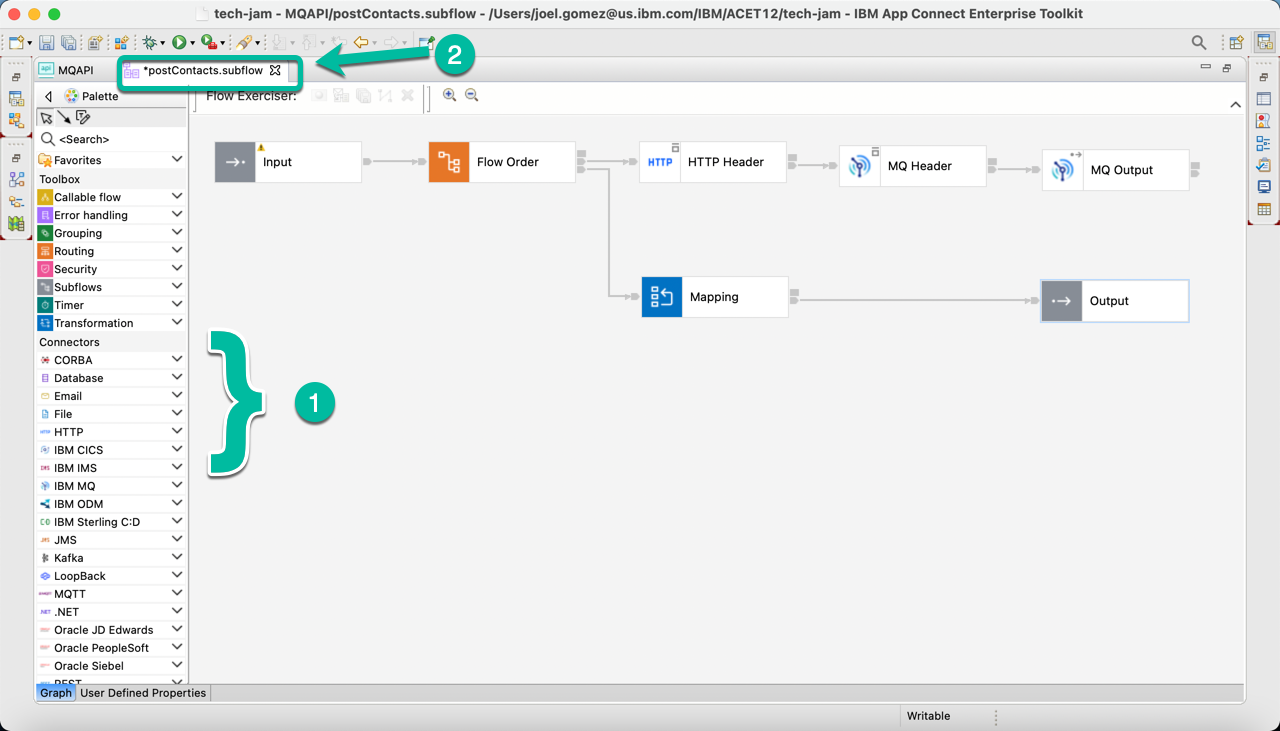 tech-jam - MQAPI/postContacts.subflow - /Users/joel.gomez@us.ibm.com/IBM/ACET12/tech-jam - IBM App Connect Enterprise Toolkit
2
api MQAPI
*postContacts.subflow
Palette
Flow Exerciser:
<Search>
Favorites
Toolbox
Callable flow
Error handling
Grouping
Routing
Security
Subflows
Timer
Transformation
Connectors
CORBA
Database
Email
File
HTTP
IBM CICS
IBM IMS
IBM MQ
IBM ODM
IBM Sterling C:D
JMS
Kafka
LoopBack
MQTT
.NET
Oracle JD Edwards
Oracle PeopleSoft
Oracle Siebel
REST
Input
Flow Order
HTTP HTTP Header
MQ Header
MQ Output
Mapping
Output
1
Graph
User Defined Properties
Writable